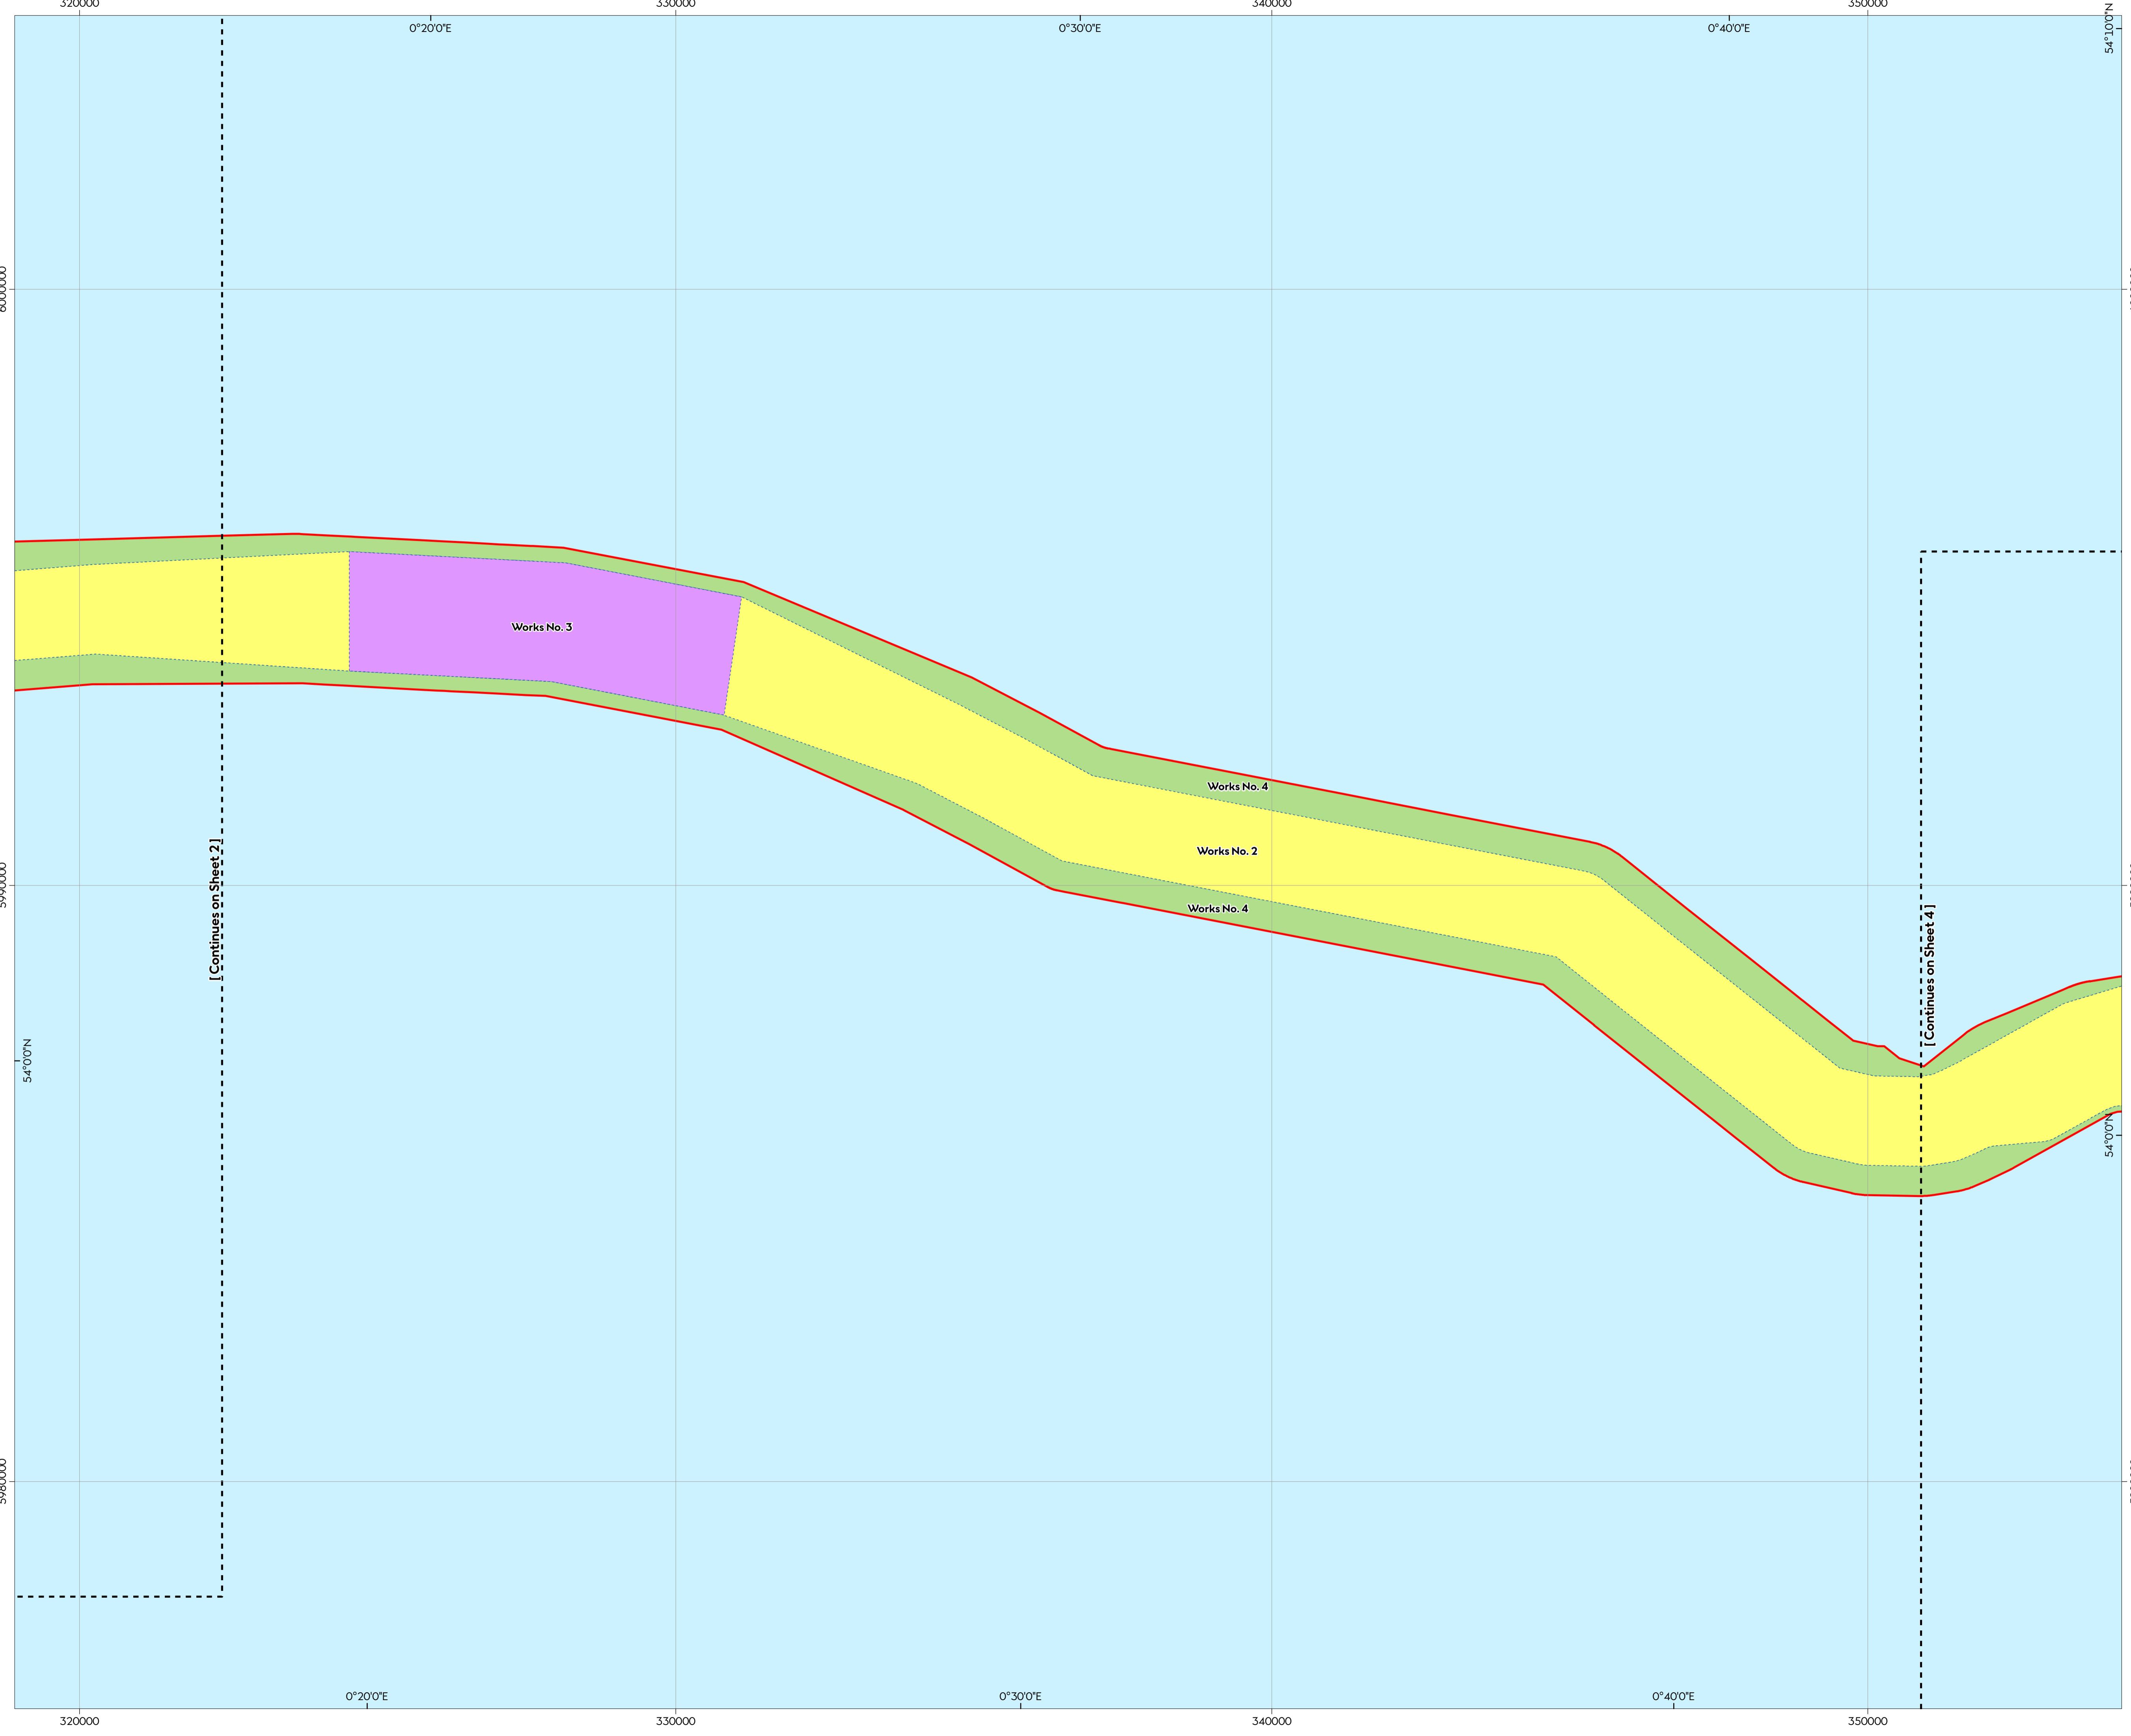 320000
330000
340000
350000
0°20'0"E
0°30'0"E
0°40'0"E
54°10'0"N
6000000
Works No. 3
Works No. 4
Works No. 2
Works No. 4
5990000
[ Continues on Sheet 2 ]
[ Continues on Sheet 4 ]
54°0'0"N
54°0'0"N
5980000
0°20'0"E
0°30'0"E
0°40'0"E
320000
330000
340000
350000